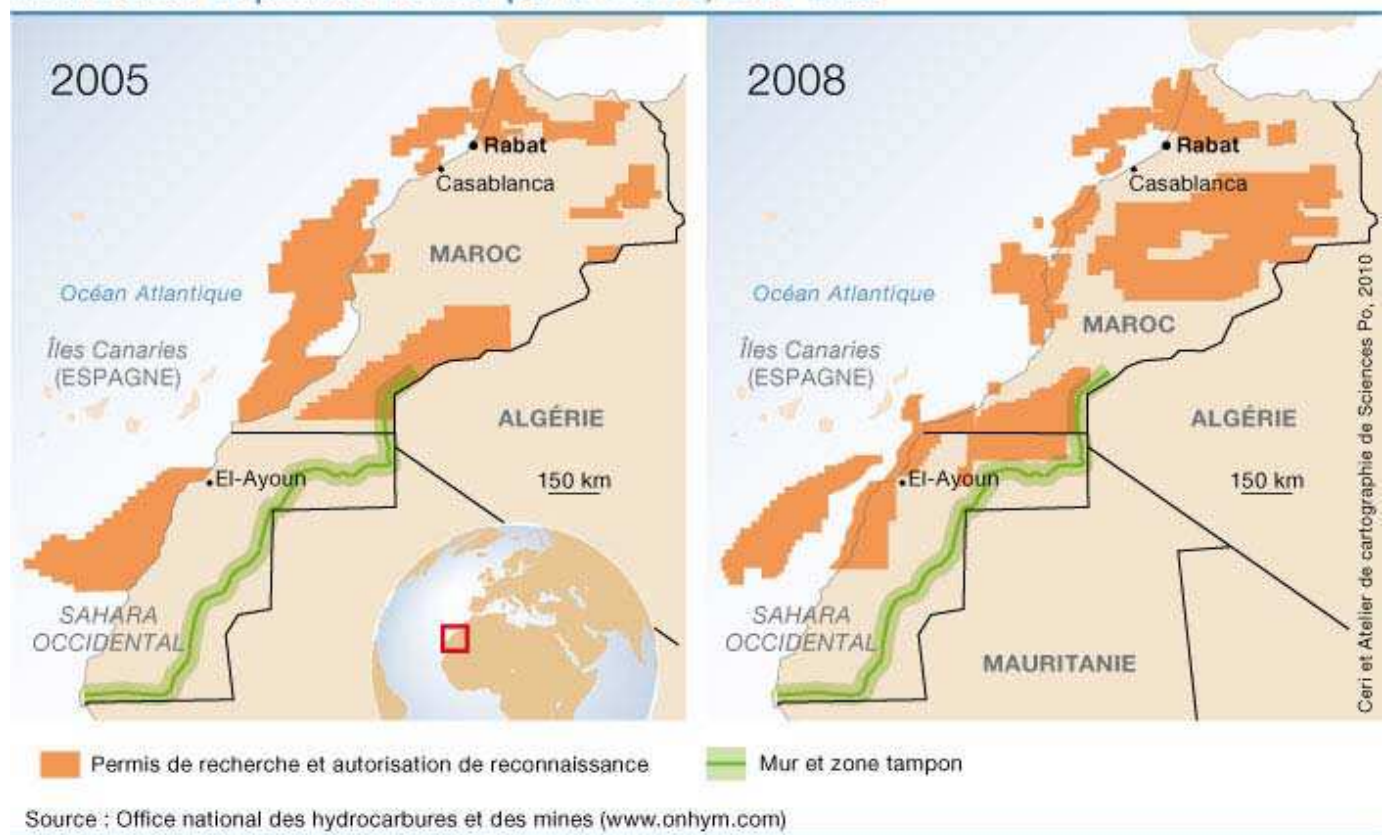 2005
Rabat
Casablanca
MAROC
Océan Atlantique
Îles Canaries
(ESPAGNE)
ALGÉRIE
El-Ayoun
150 km
SAHARA
OCCIDENTAL
2008
Rabat
Casablanca
Océan Atlantique
MAROC
Îles Canaries
(ESPAGNE)
ALGÉRIE
El-Ayoun
150 km
SAHARA
OCCIDENTAL
MAURITANIE
Ceri et Atelier de cartographie de Sciences Po, 2010
Permis de recherche et autorisation de reconnaissance
Mur et zone tampon
Source : Office national des hydrocarbures et des mines (www.onhym.com)